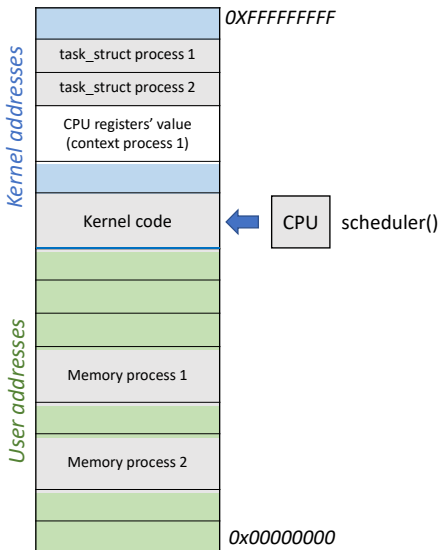 0XFFFFFFFFF
Kernel addresses
task_struct process 1
task_struct process 2
CPU registers’ value
(context process 1)
Kernel code
CPU
scheduler()
User addresses
Memory process 1
Memory process 2
0x00000000